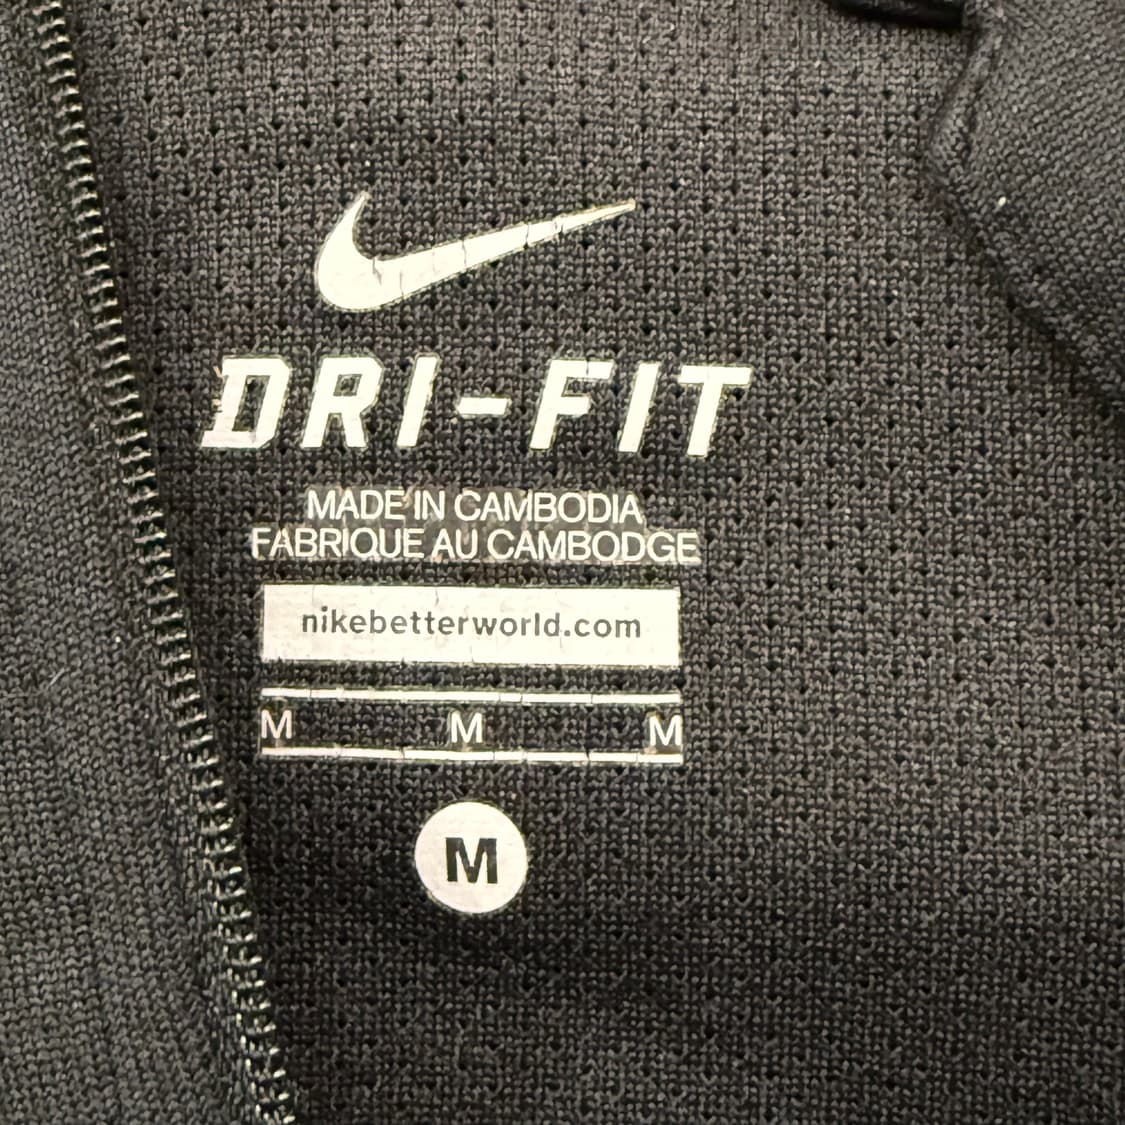 DRI-FIT
MADE IN CAMBODIA
FABRIQUE AU CAMBODGE
nikebetterworld.com
M M M
M